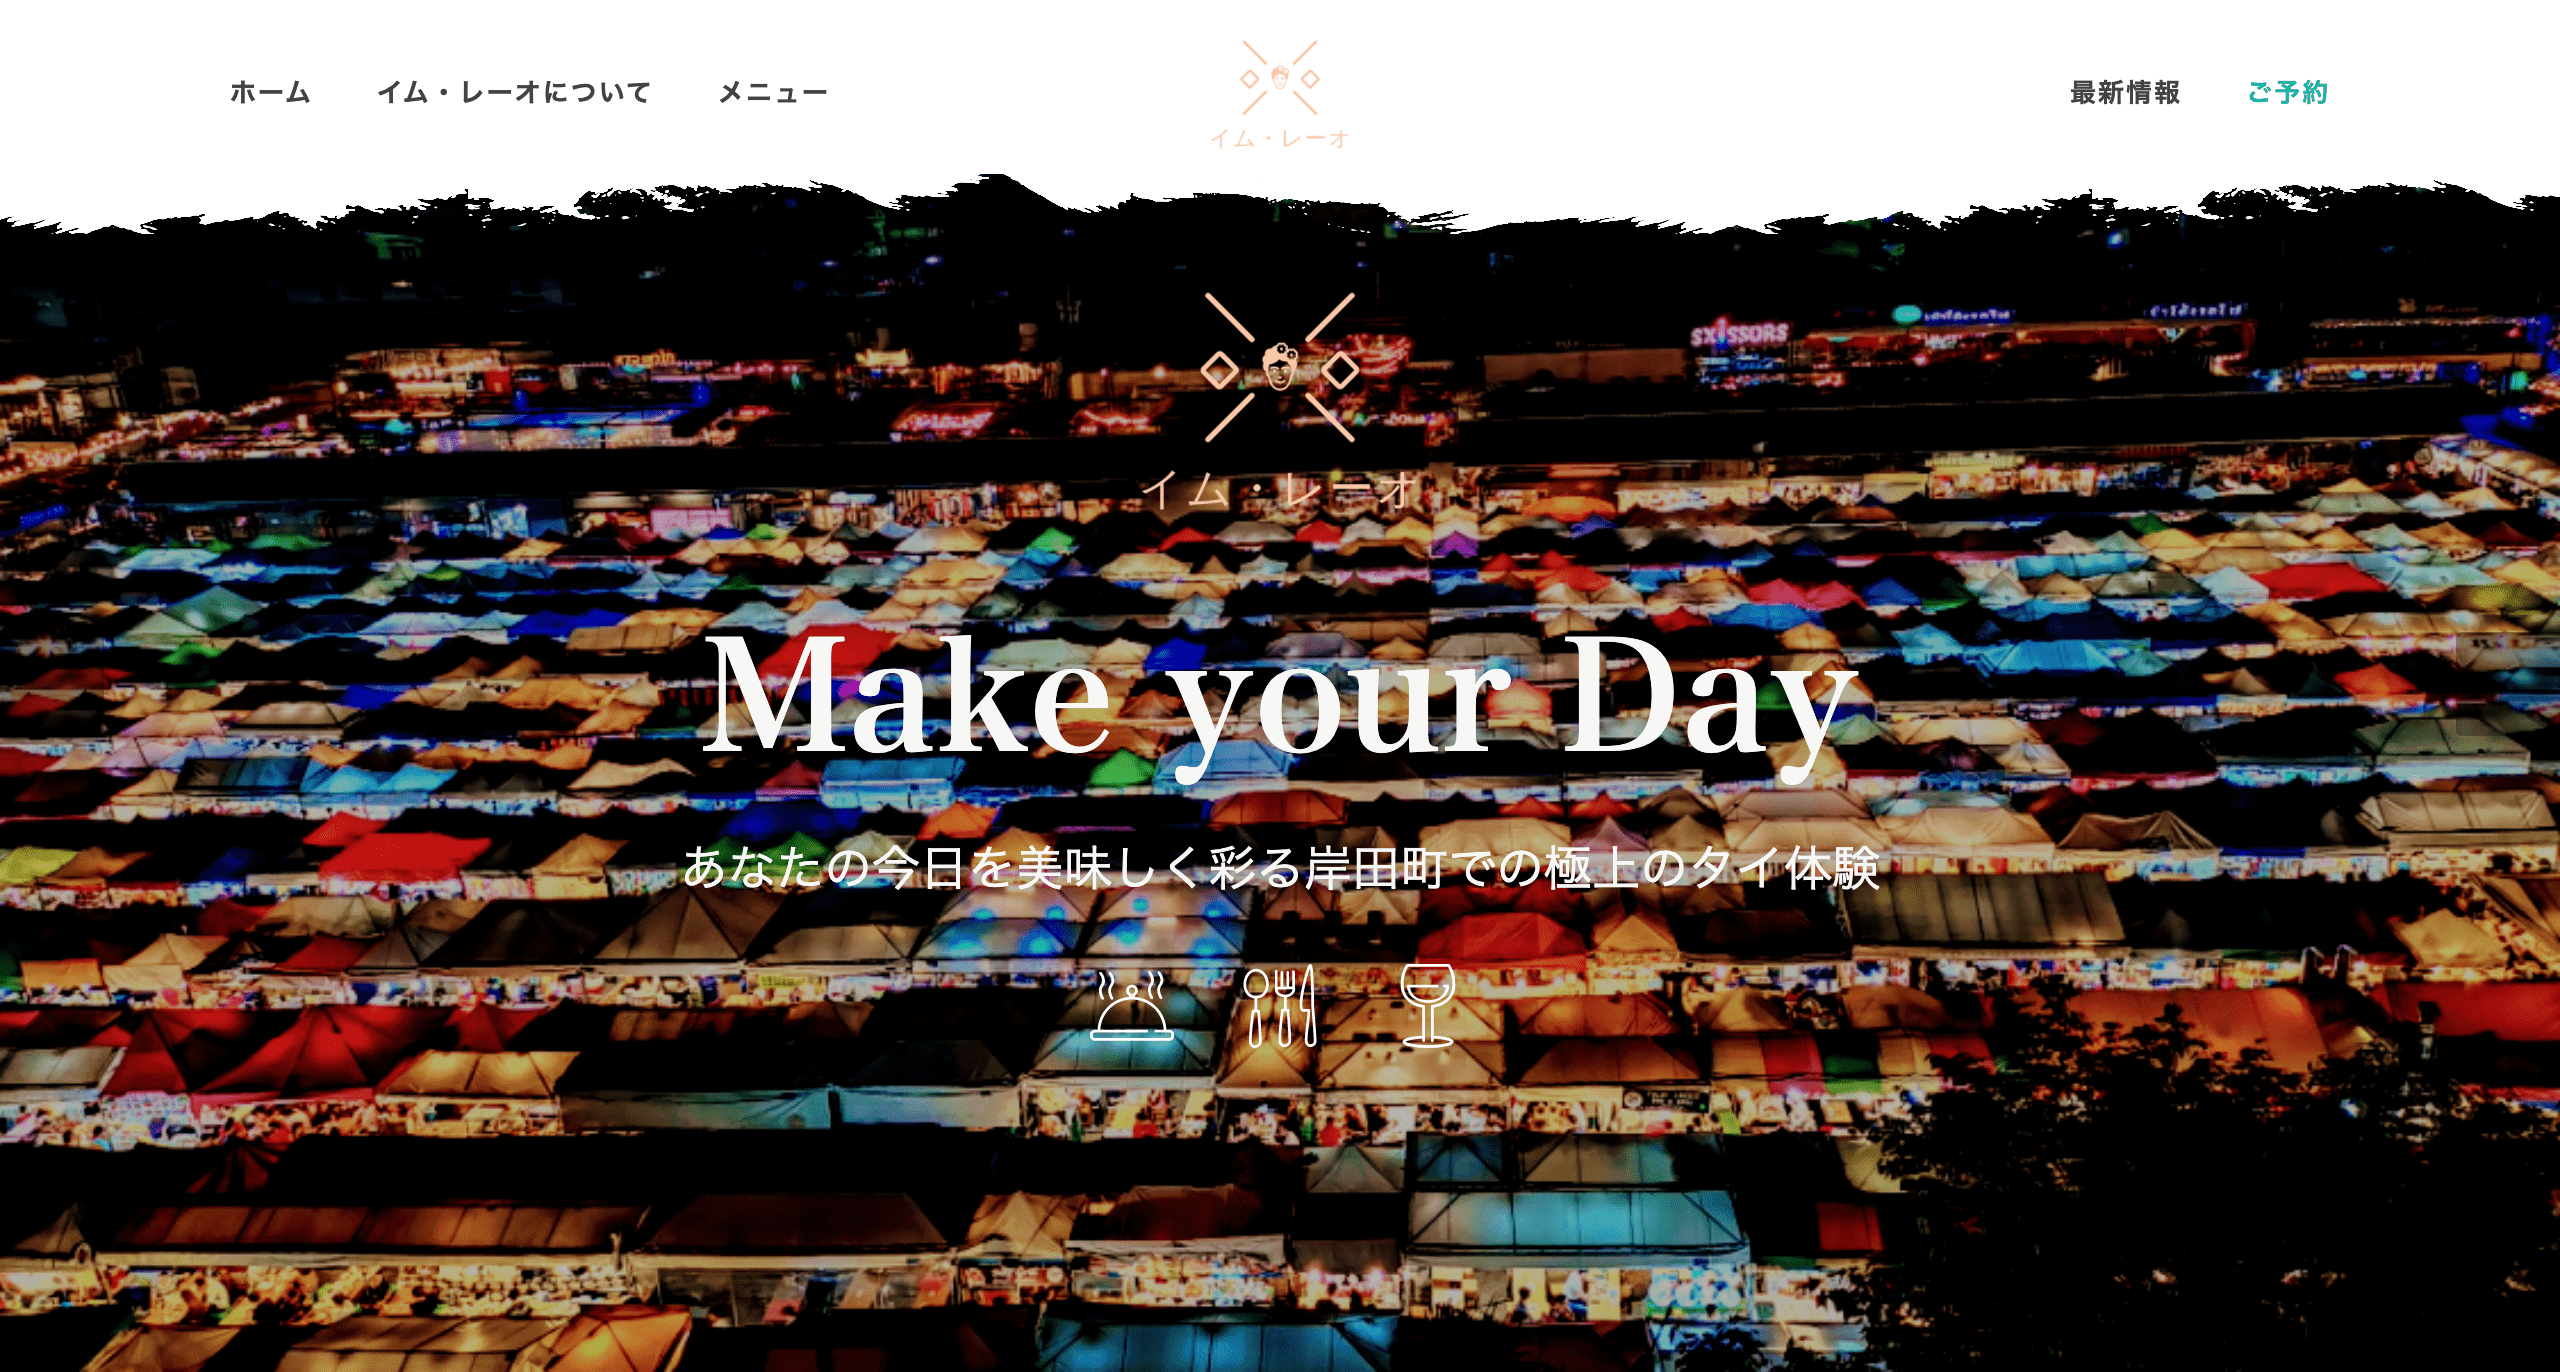 ホーム
イム・レーオについて
メニュー
イム・レーオ
最新情報
ご予約
SXISSORS
イム・レーオ
Make your Day
あなたの今日を美味しく彩る岸田町での極上のタイ体験